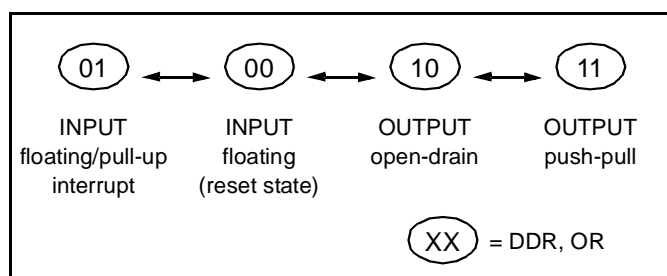 01 00 10 11
INPUT INPUT OUTPUT OUTPUT
floating/pull-up floating open-drain push-pull
interrupt (reset state)
XX = DDR, OR